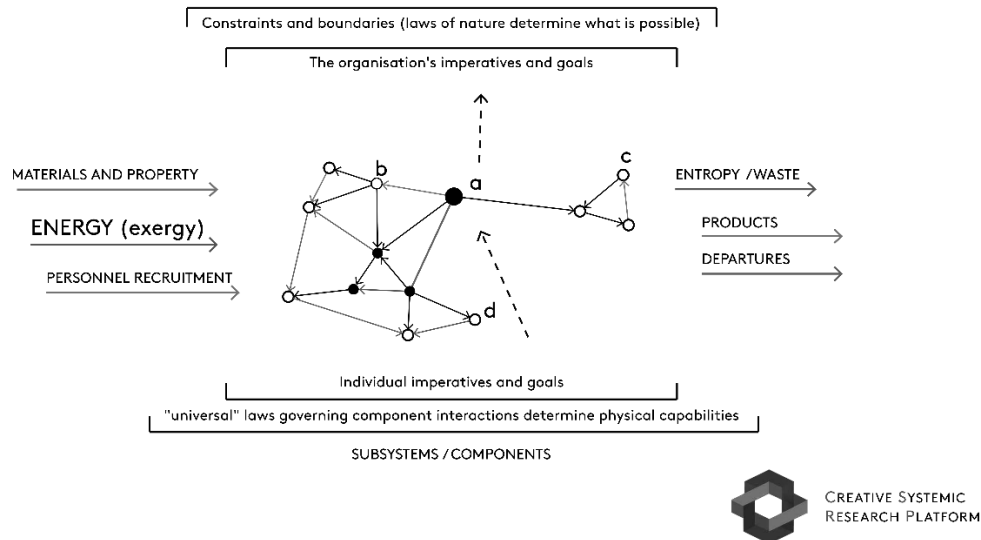 Constraints and boundaries (laws of nature determine what is possible)
The organisation's imperatives and goals
MATERIALS AND PROPERTY
ENERGY (exergy)
PERSONNEL RECRUITMENT
b
a
c
d
ENTROPY /WASTE
PRODUCTS
DEPARTURES
Individual imperatives and goals
"universal" laws governing component interactions determine physical capabilities
SUBSYSTEMS / COMPONENTS
CREATIVE SYSTEMIC
RESEARCH PLATFORM